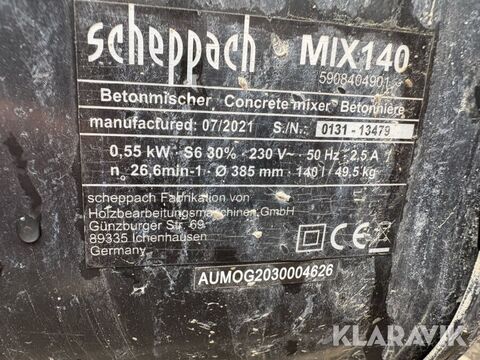 scheppach MIX140
5908404901
Betonmischer, Concrete mixer, Betonnière
manufactured: 07/2021 S./N.: 0131 - 13479
0,55 kW · S6 30% · 230 V~ · 50 Hz · 2,5 A
n₀ 26,6min-1 · Ø 385 mm · 140 l / 49,5 kg
scheppach Fabrikation von
Holzbearbeitungsmaschinen GmbH
Günzburger Str. 69
89335 Ichenhausen
Germany
CE
AUMOG2030004626
KLARAVIK